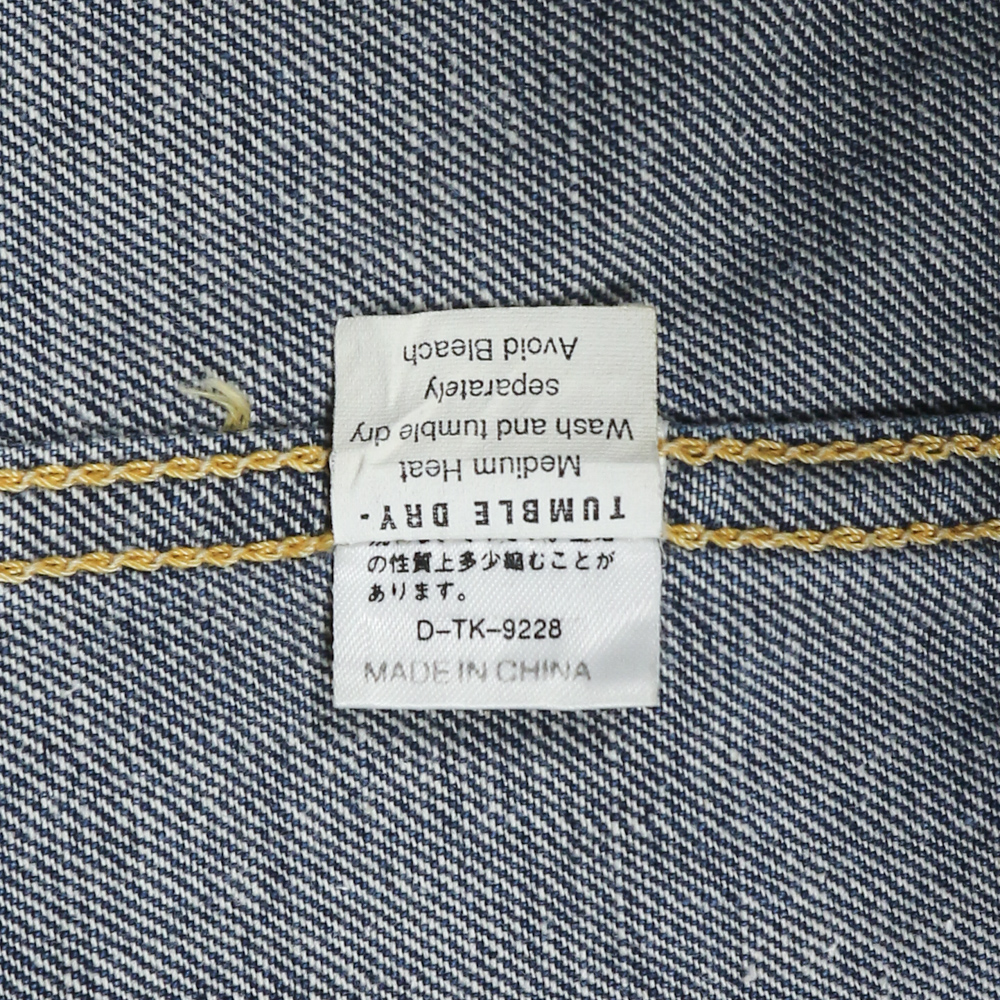 TUMBLE DRY-
Medium Heat
Wash and tumble dry
separately
Avoid Bleach
の性質上多少縮むことが
あります。
D-TK-9228
MADE IN CHINA